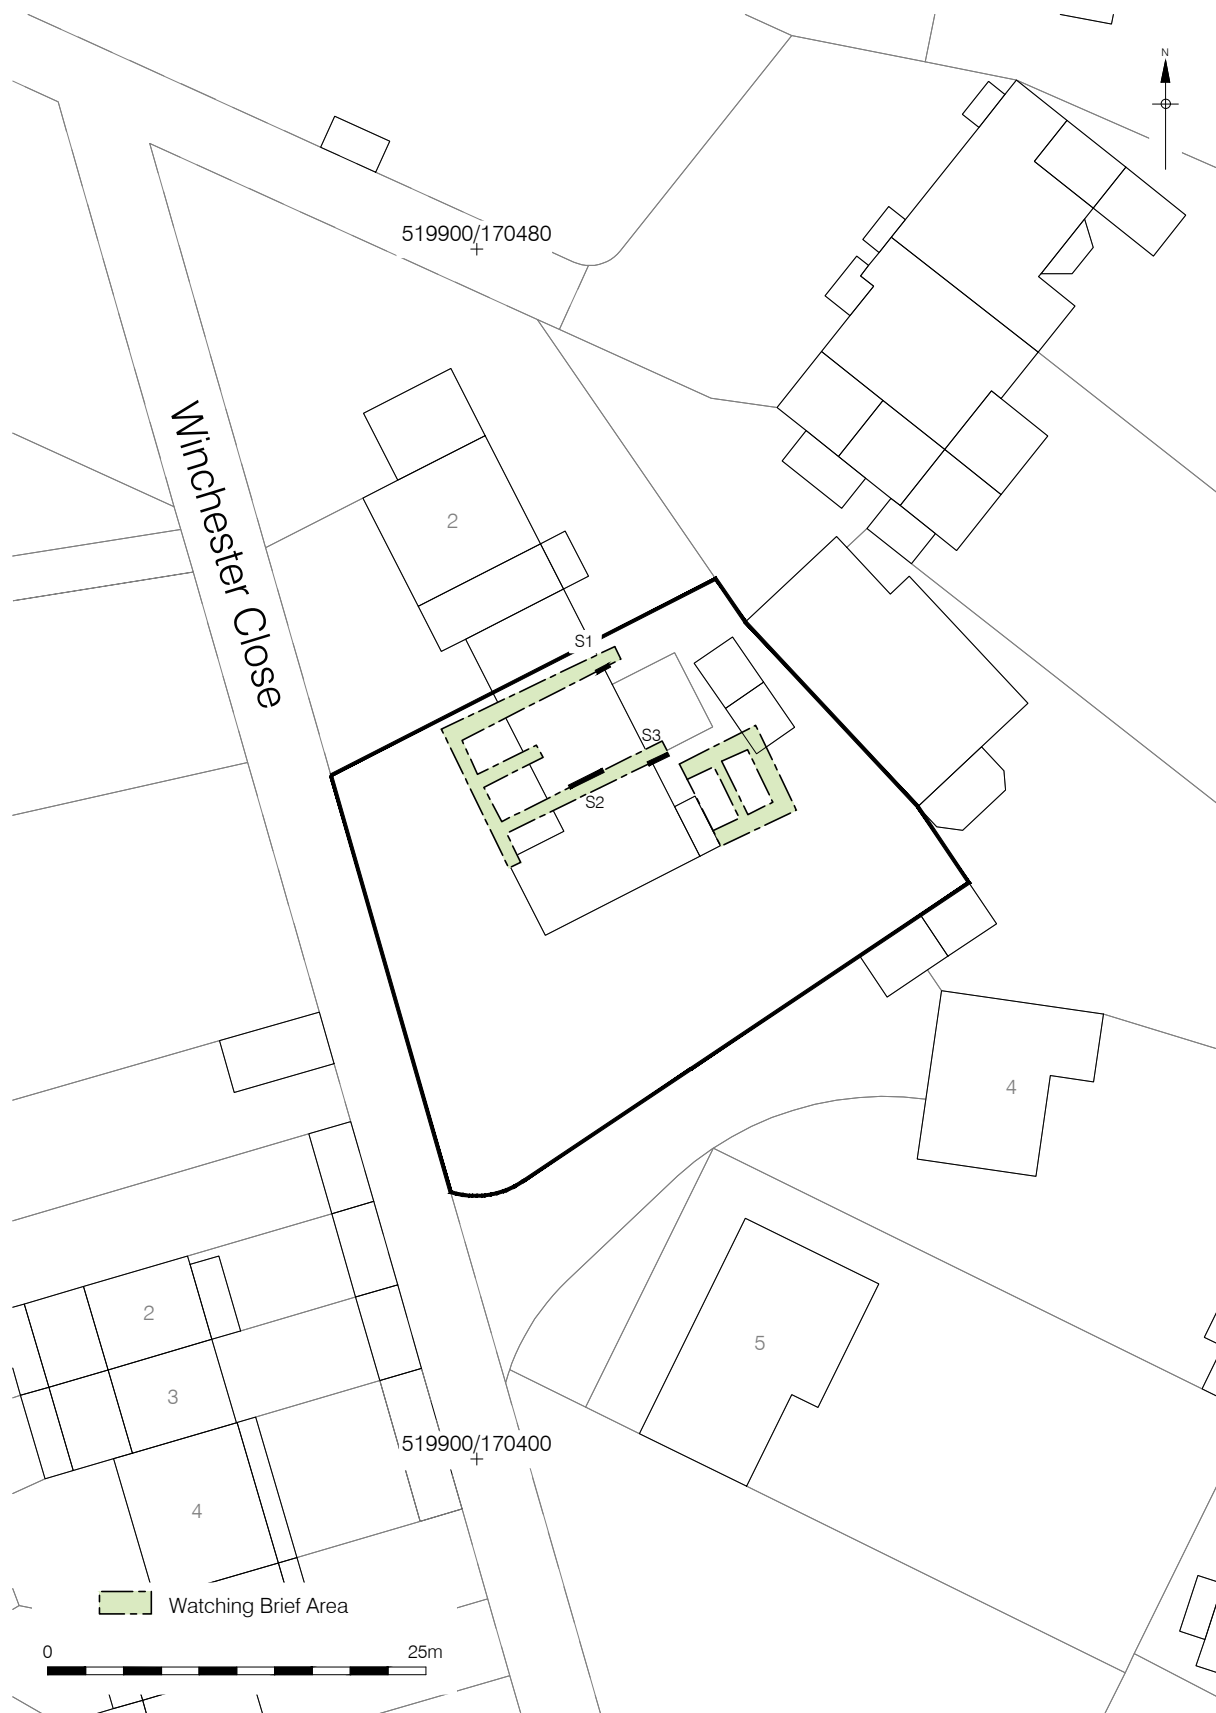 N
519900/170480
Winchester Close
2
S1
S3
S2
4
2
5
3
519900/170400
4
Watching Brief Area
0 25m